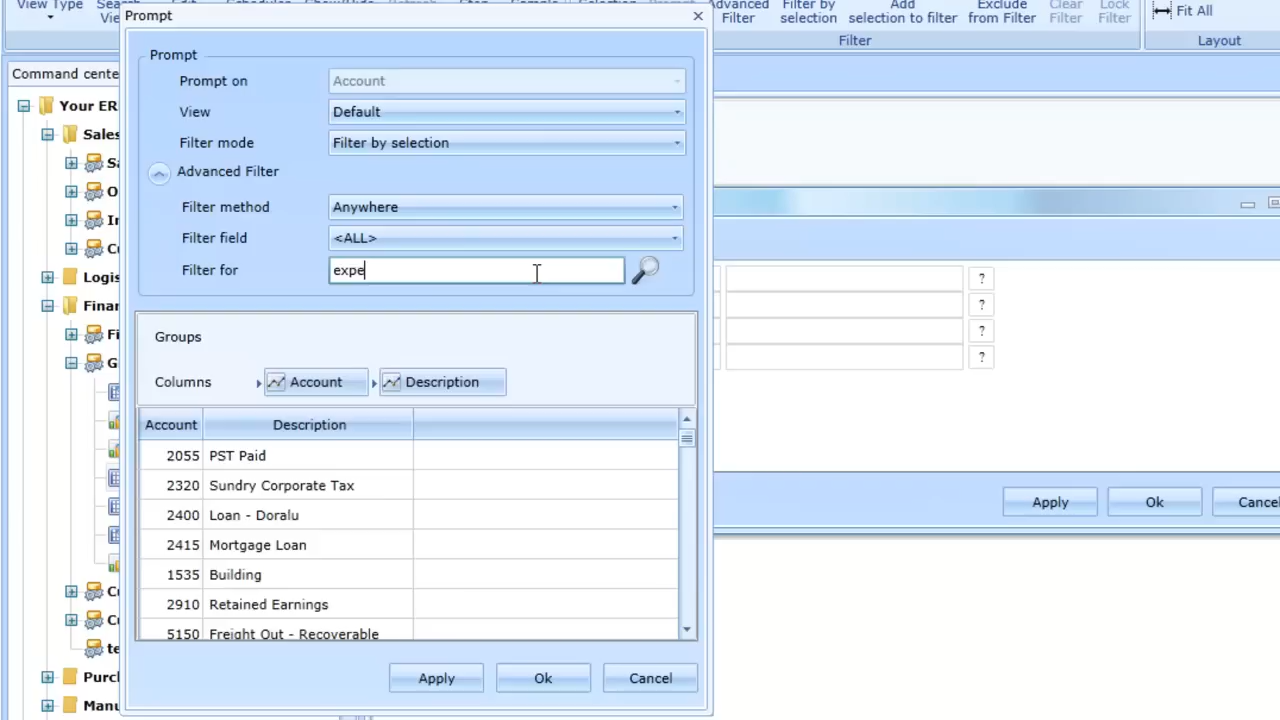 View Type
Advanced Filter
Filter by selection
Add selection to filter
Exclude from Filter
Clear Filter
Lock Filter
Fit All
Filter
Layout
Prompt
Command cente
Your ER
Sales
Logis
Finar
Purch
Manu
Prompt
Prompt on Account
View Default
Filter mode Filter by selection
Advanced Filter
Filter method Anywhere
Filter field <ALL>
Filter for expe
Groups
Columns Account Description
Account Description
2055 PST Paid
2320 Sundry Corporate Tax
2400 Loan - Doralu
2415 Mortgage Loan
1535 Building
2910 Retained Earnings
5150 Freight Out - Recoverable
Apply Ok Cancel
?
?
?
?
Apply Ok Cancel